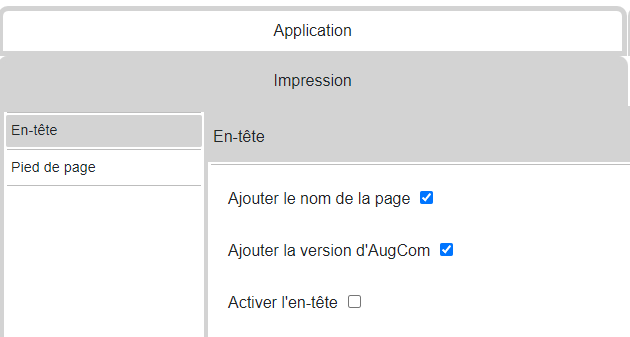 Application
Impression
En-tête
Pied de page
En-tête
Ajouter le nom de la page
Ajouter la version d'AugCom
Activer l'en-tête